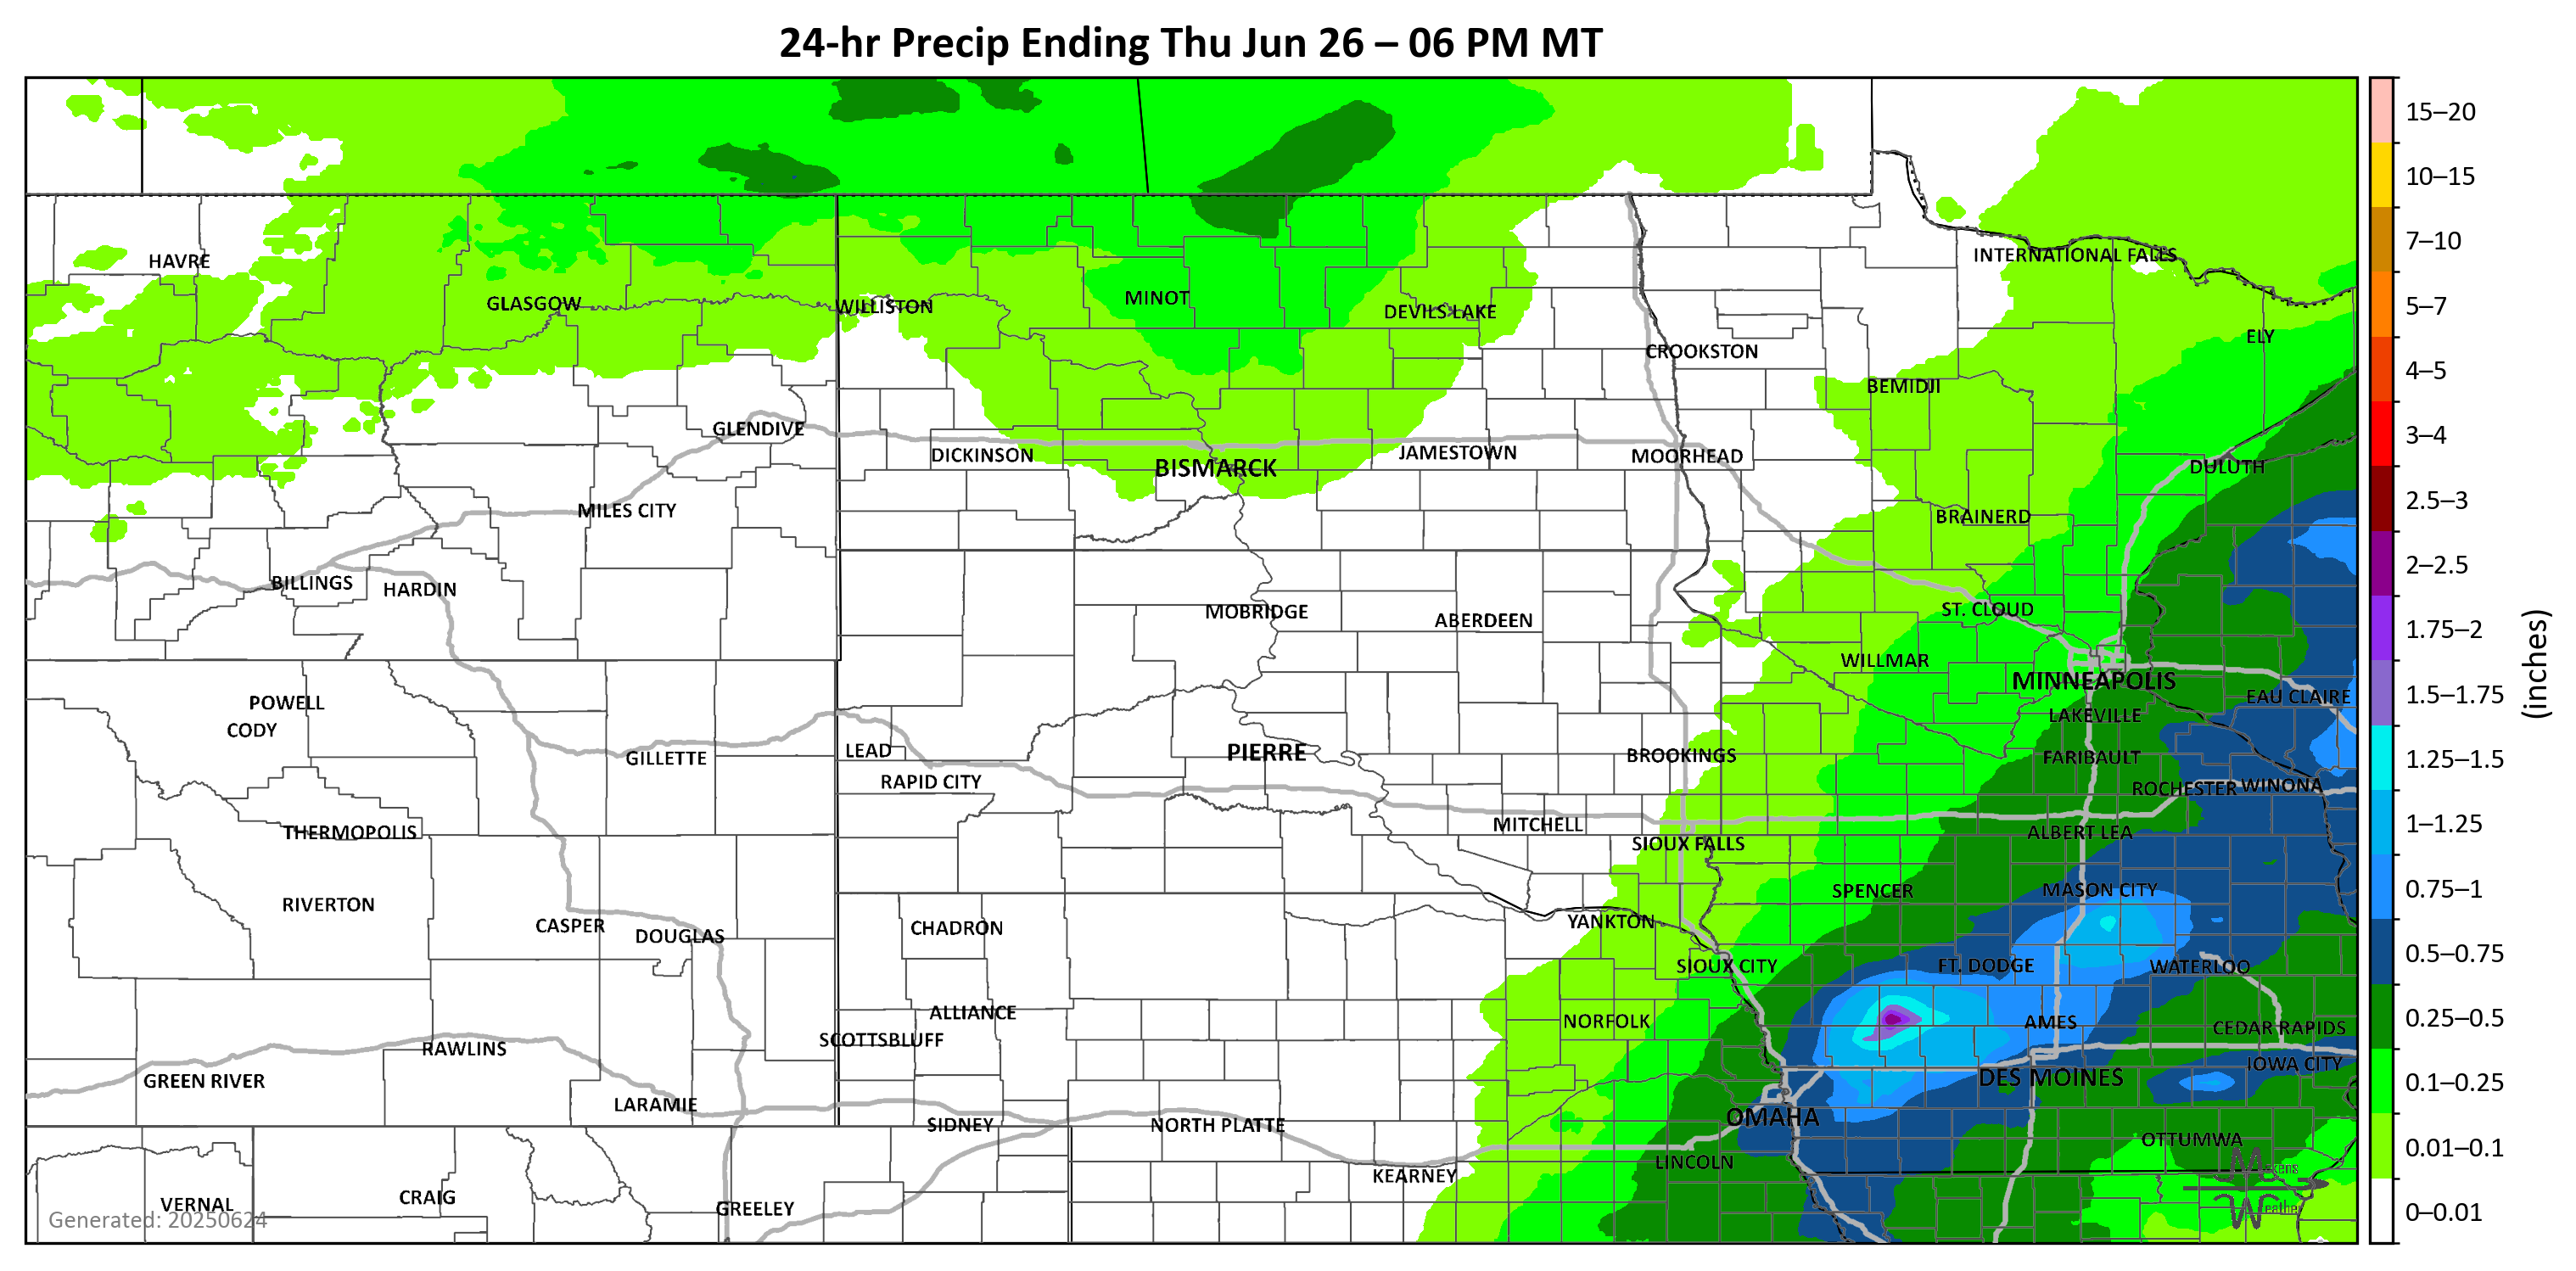 24-hr Precip Ending Thu Jun 26 – 06 PM MT
15–20
10–15
7–10
5–7
4–5
3–4
2.5–3
2–2.5
1.75–2
1.5–1.75
1.25–1.5
1–1.25
0.75–1
0.5–0.75
0.25–0.5
0.1–0.25
0.01–0.1
0–0.01
(inches)
HAVRE
INTERNATIONAL FALLS
GLASGOW
WILLISTON
MINOT
DEVILS LAKE
ELY
CROOKSTON
BEMIDJI
GLENDIVE
DICKINSON
BISMARCK
JAMESTOWN
MOORHEAD
DULUTH
MILES CITY
BRAINERD
BILLINGS
HARDIN
MOBRIDGE
ABERDEEN
ST. CLOUD
WILLMAR
MINNEAPOLIS
EAU CLAIRE
POWELL
CODY
LAKEVILLE
GILLETTE
LEAD
PIERRE
BROOKINGS
FARIBAULT
RAPID CITY
ROCHESTER
WINONA
THERMOPOLIS
MITCHELL
SIOUX FALLS
ALBERT LEA
RIVERTON
SPENCER
MASON CITY
CASPER
DOUGLAS
CHADRON
YANKTON
SIOUX CITY
FT. DODGE
WATERLOO
ALLIANCE
NORFOLK
AMES
CEDAR RAPIDS
SCOTTSBLUFF
RAWLINS
IOWA CITY
GREEN RIVER
DES MOINES
LARAMIE
SIDNEY
NORTH PLATTE
OMAHA
OTTUMWA
LINCOLN
KEARNEY
VERNAL
CRAIG
GREELEY
Generated: 20250624